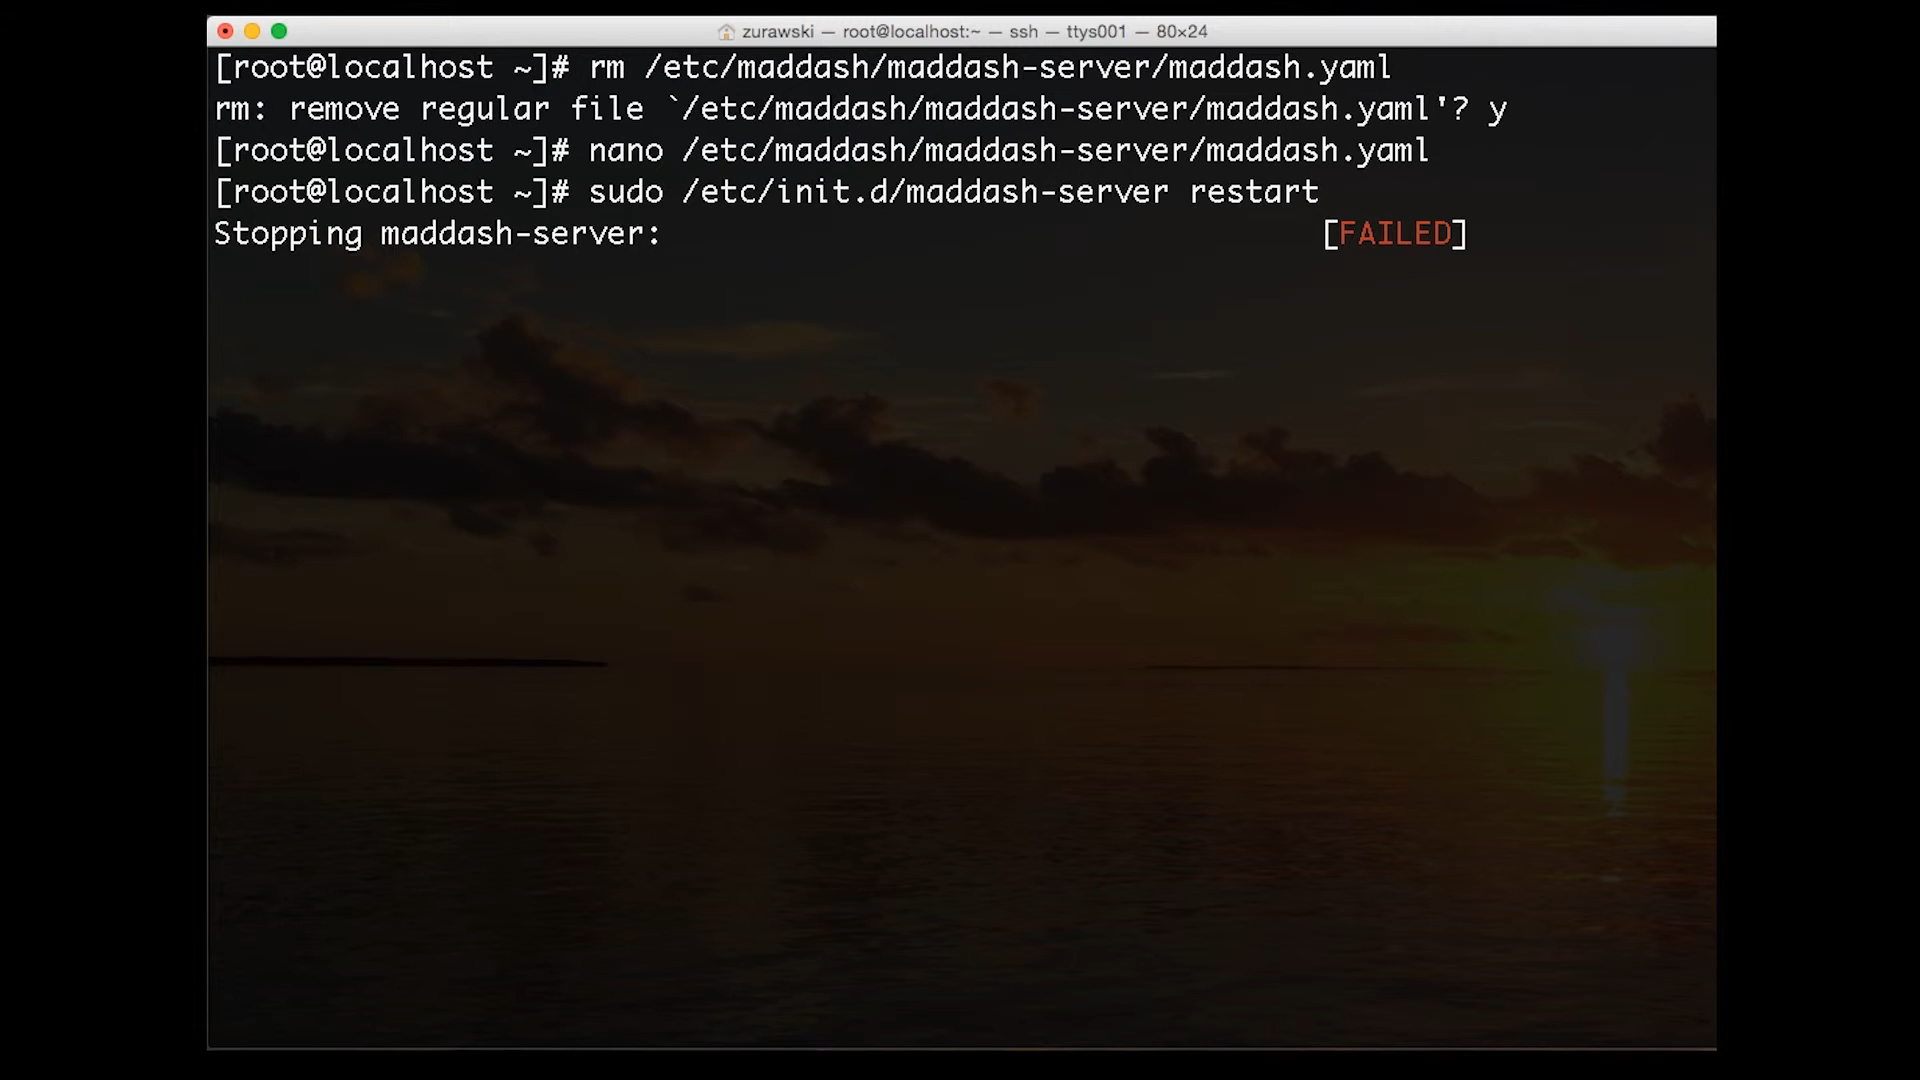 zurawski — root@localhost:~ — ssh — ttys001 — 80×24
[root@localhost ~]# rm /etc/maddash/maddash-server/maddash.yaml
rm: remove regular file `/etc/maddash/maddash-server/maddash.yaml'? y
[root@localhost ~]# nano /etc/maddash/maddash-server/maddash.yaml
[root@localhost ~]# sudo /etc/init.d/maddash-server restart
Stopping maddash-server: [FAILED]